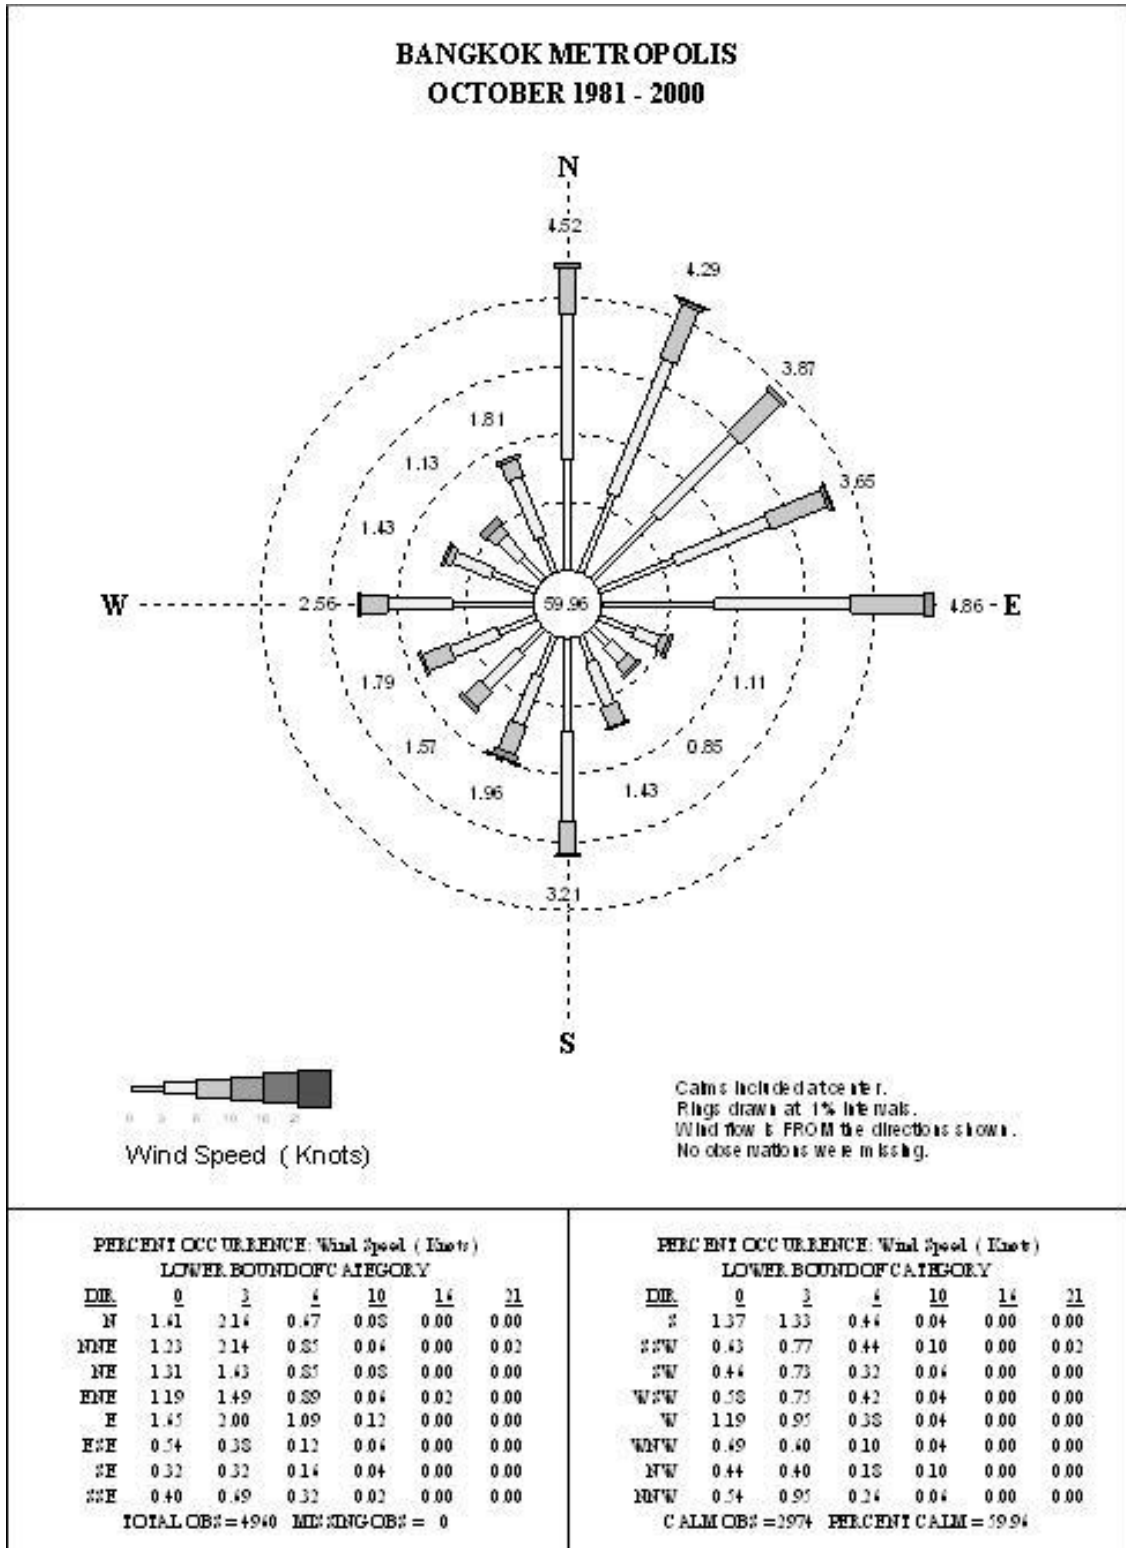 BANGKOK METROPOLIS
OCTOBER 1981 - 2000
N
4.52
4.29
3.87
1.81
1.13
3.65
1.43
W
2.56
59.96
4.86
E
1.79
1.11
1.57
0.85
1.96
1.43
3.21
S
Calms included at center.
Rings drawn at 1% intervals.
Wind flow is FROM the directions shown.
No observations were missing.
0 3 6 10 16 21
Wind Speed ( Knots)
PERCENT OCCURRENCE: Wind Speed ( Knots)
LOWER BOUND OF CATEGORY
DIR 0 3 6 10 16 21
N 1.61 2.16 0.67 0.08 0.00 0.00
NNE 1.23 2.14 0.85 0.06 0.00 0.02
NE 1.31 1.63 0.85 0.08 0.00 0.00
ENE 1.19 1.49 0.89 0.06 0.02 0.00
E 1.65 2.00 1.09 0.12 0.00 0.00
ESE 0.54 0.38 0.12 0.06 0.00 0.00
SE 0.32 0.32 0.16 0.04 0.00 0.00
SSE 0.40 0.69 0.32 0.02 0.00 0.00
TOTAL OBS = 4960 MISSING OBS = 0
PERCENT OCCURRENCE: Wind Speed ( Knots)
LOWER BOUND OF CATEGORY
DIR 0 3 6 10 16 21
S 1.37 1.33 0.46 0.04 0.00 0.00
SSW 0.63 0.77 0.44 0.10 0.00 0.02
SW 0.46 0.73 0.32 0.06 0.00 0.00
WSW 0.58 0.75 0.42 0.04 0.00 0.00
W 1.19 0.95 0.38 0.04 0.00 0.00
WNW 0.69 0.60 0.10 0.04 0.00 0.00
NW 0.44 0.40 0.18 0.10 0.00 0.00
NNW 0.54 0.95 0.26 0.06 0.00 0.00
CALM OBS = 2974 PERCENT CALM = 59.96